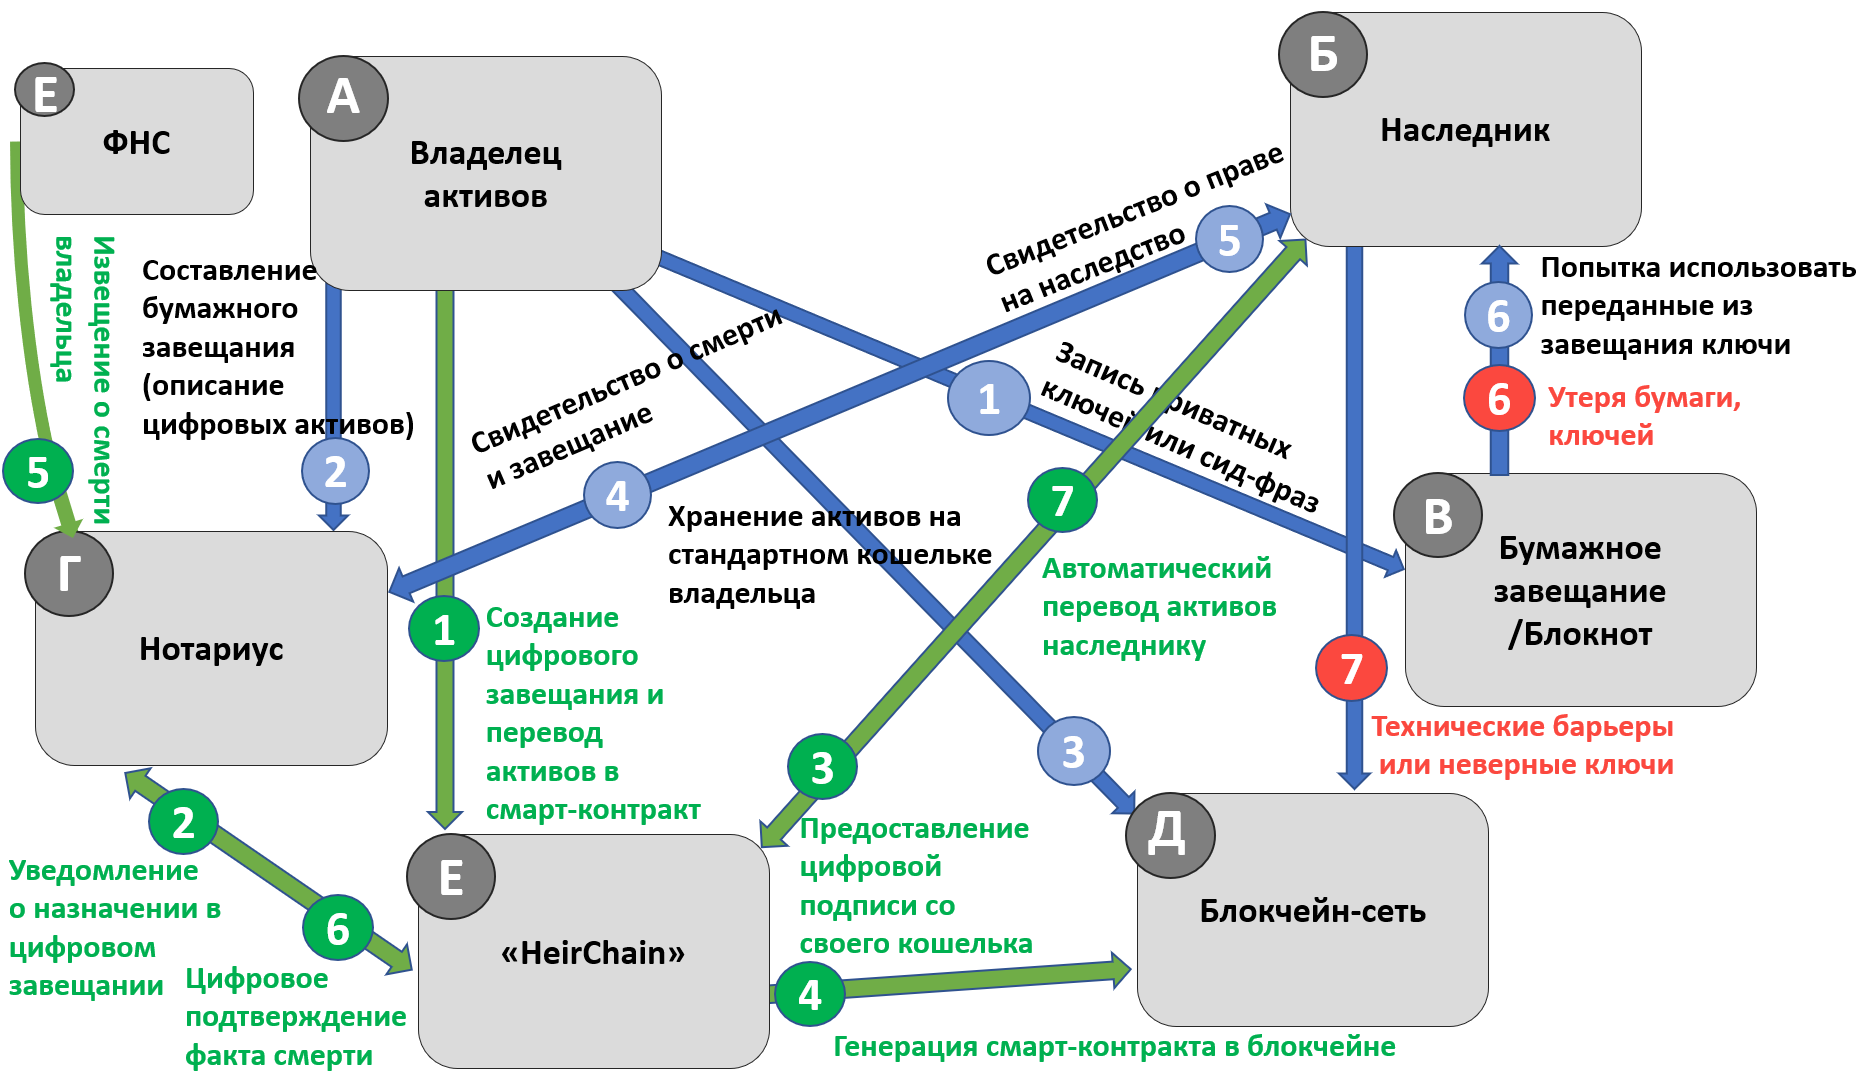 Е
ФНС
А
Владелец
активов
Б
Наследник
Извещение о смерти
владельца
5
Составление
бумажного
завещания
(описание
цифровых активов)
2
Свидетельство о смерти
и завещание
4
Свидетельство о праве
на наследство
5
Запись приватных
ключей или сид-фраз
1
Попытка использовать
переданные из
завещания ключи
6
6
Утеря бумаги,
ключей
В
Бумажное
завещание
/Блокнот
Г
Нотариус
Хранение активов на
стандартном кошельке
владельца
3
1
Создание
цифрового
завещания и
перевод
активов в
смарт-контракт
7
Автоматический
перевод активов
наследнику
7
Технические барьеры
или неверные ключи
3
Предоставление
цифровой
подписи со
своего кошелька
2
Уведомление
о назначении в
цифровом
завещании
6
Цифровое
подтверждение
факта смерти
Е
«HeirChain»
4
Генерация смарт-контракта в блокчейне
Д
Блокчейн-сеть